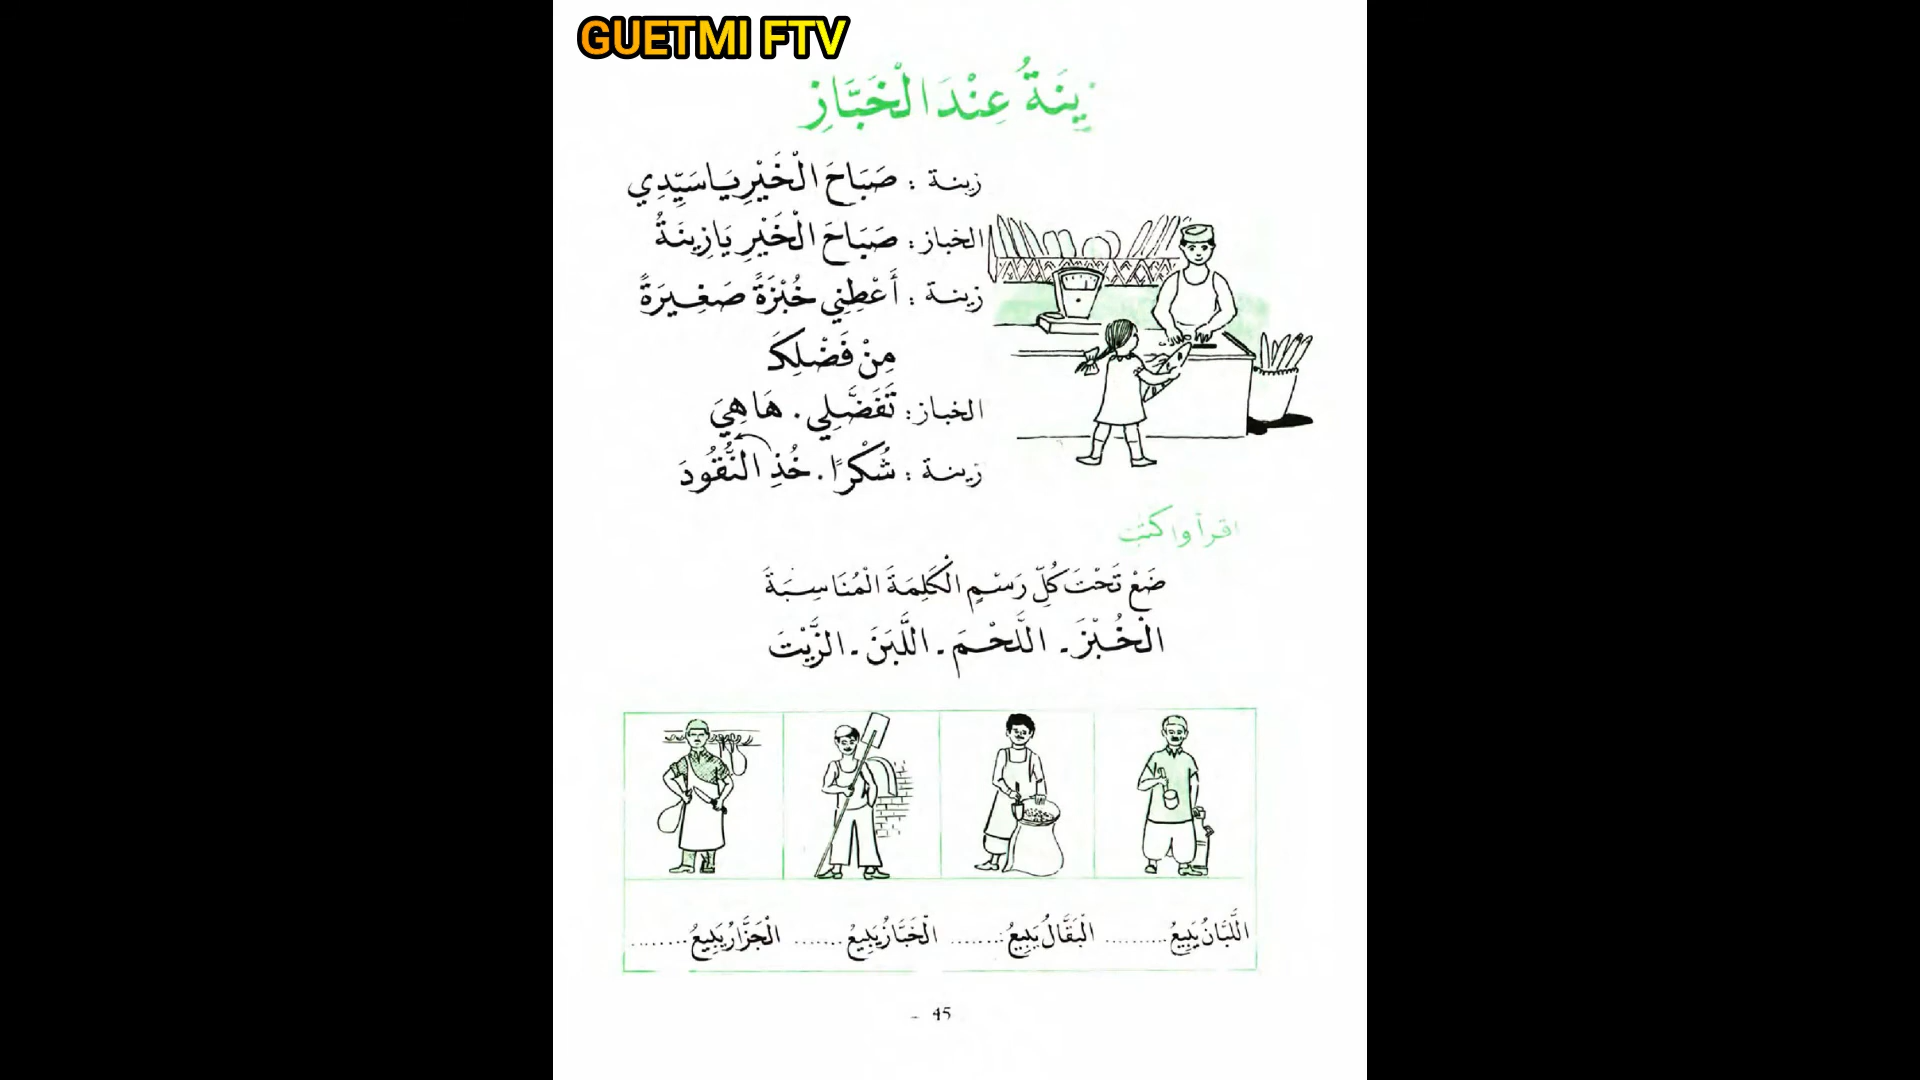 GUETMI FTV
زِينَةُ عِنْدَ الْخَبَّازِ
زينة : صَبَاحَ الْخَيْرِ يَا سَيِّدِي
الخباز : صَبَاحَ الْخَيْرِ يَا زِينَةُ
زينة : أَعْطِنِي خُبْزَةً صَغِيرَةً
مِنْ فَضْلِكَ
الخباز : تَفَضَّلِي . هَا هِيَ
زينة : شُكْرًا . خُذِ النُّقُودَ
اقرأ واكتب
ضَعْ تَحْتَ كُلِّ رَسْمٍ الْكَلِمَةَ الْمُنَاسِبَةَ
الْخُبْزَ - اللَّحْمَ - اللَّبَنَ - الزَّيْتَ
اللَّبَّانُ يَبِيعُ .........
الْبَقَّالُ يَبِيعُ .......
الْخَبَّازُ يَبِيعُ .......
الْجَزَّارُ يَبِيعُ ........
- 45